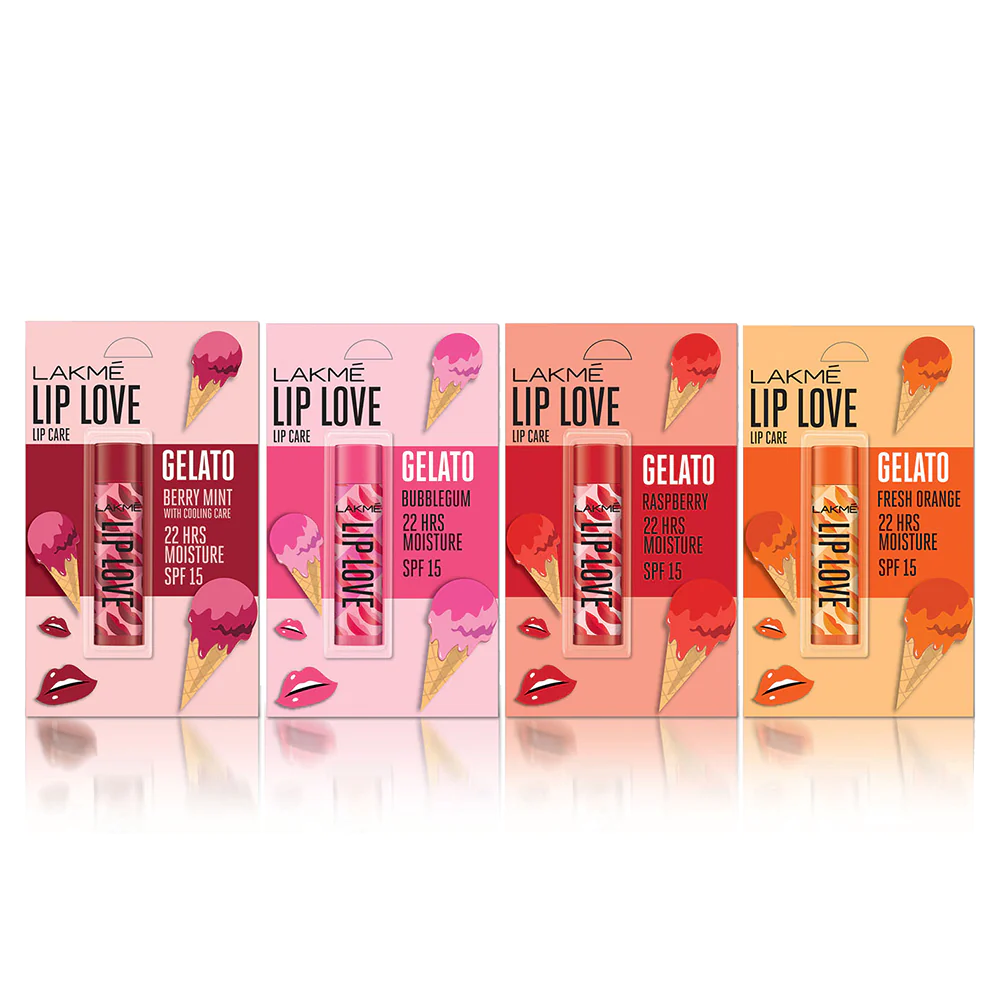 LAKMÉ
LIP LOVE
LIP CARE
GELATO
BERRY MINT
WITH COOLING CARE
22 HRS
MOISTURE
SPF 15
LAKMÉ
LIP LOVE
LAKMÉ
LIP LOVE
LIP CARE
GELATO
BUBBLEGUM
22 HRS
MOISTURE
SPF 15
LAKMÉ
LIP LOVE
LAKMÉ
LIP LOVE
LIP CARE
GELATO
RASPBERRY
22 HRS
MOISTURE
SPF 15
LAKMÉ
LIP LOVE
LAKMÉ
LIP LOVE
LIP CARE
GELATO
FRESH ORANGE
22 HRS
MOISTURE
SPF 15
LAKMÉ
LIP LOVE